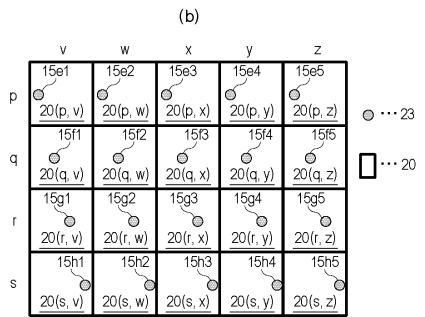 (b)
v w x y z
15e1 15e2 15e3 15e4 15e5
p
20(p, v) 20(p, w) 20(p, x) 20(p, y) 20(p, z)
··· 23
15f1 15f2 15f3 15f4 15f5
q
20(q, v) 20(q, w) 20(q, x) 20(q, y) 20(q, z)
··· 20
15g1 15g2 15g3 15g4 15g5
r
20(r, v) 20(r, w) 20(r, x) 20(r, y) 20(r, z)
15h1 15h2 15h3 15h4 15h5
s
20(s, v) 20(s, w) 20(s, x) 20(s, y) 20(s, z)